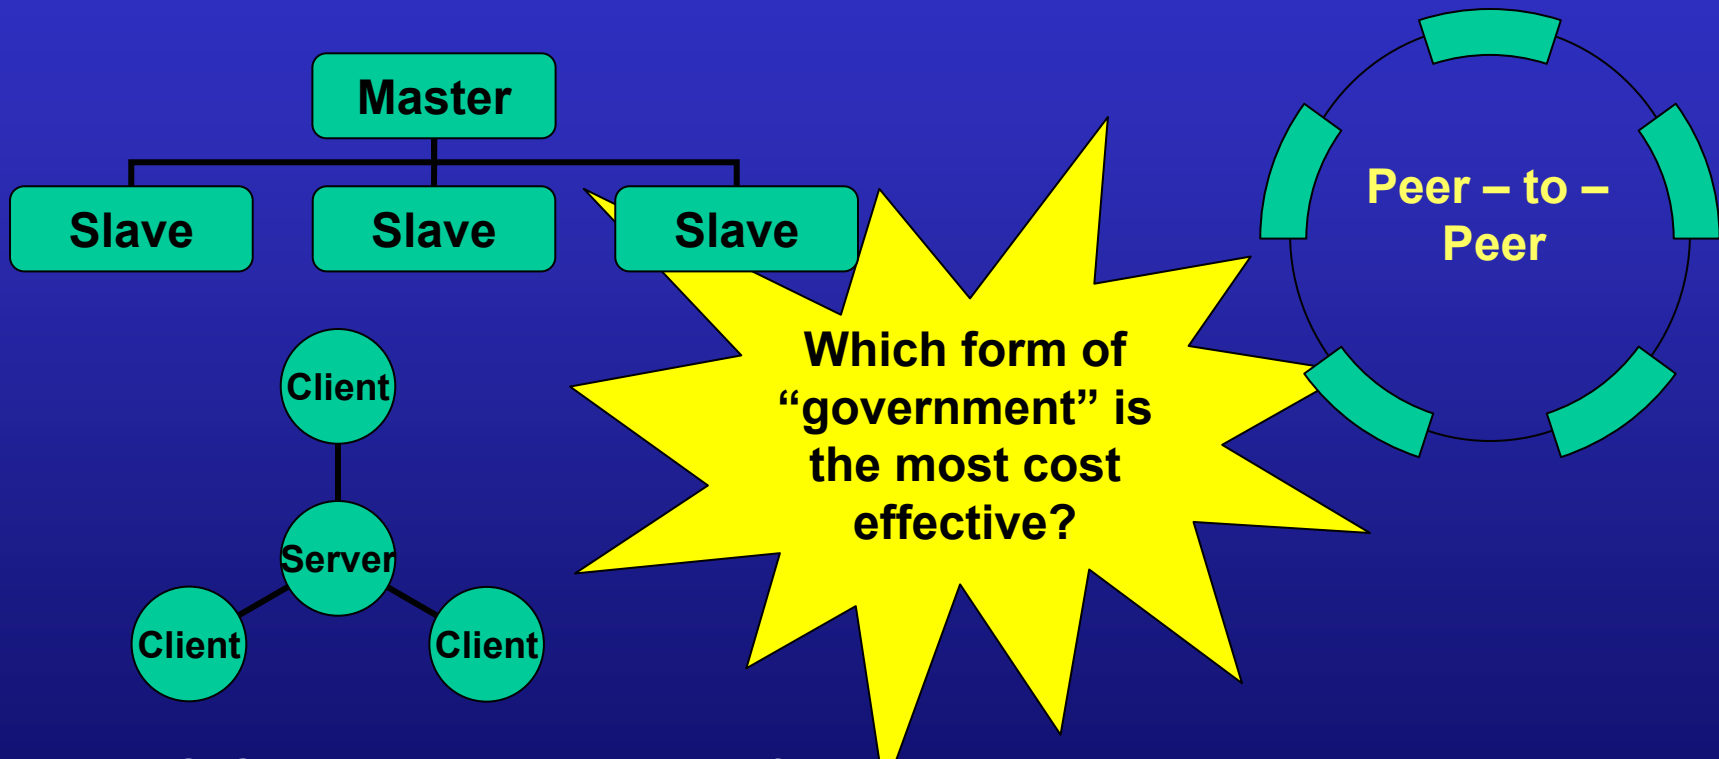 Master
Slave Slave Slave
Peer – to –
Peer
Which form of
“government” is
the most cost
effective?
Client
Server
Client Client